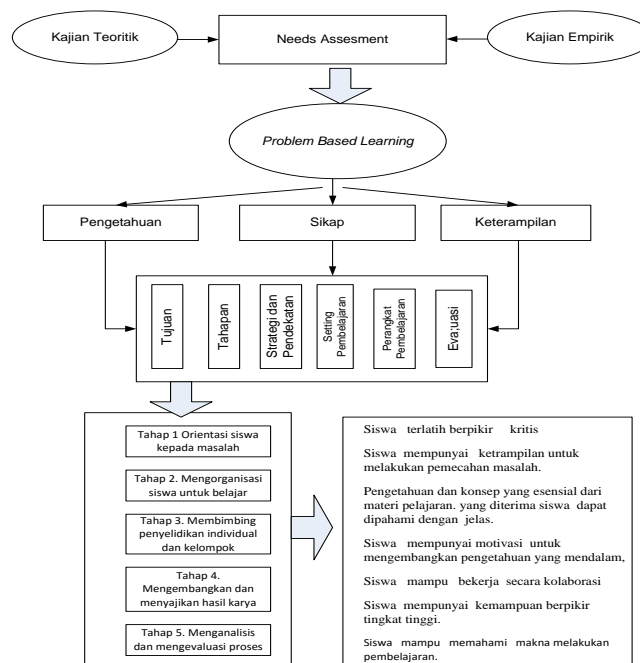 Kajian Teoritik
Needs Assesment
Kajian Empirik
Problem Based Learning
Pengetahuan
Sikap
Keterampilan
Tujuan
Tahapan
Strategi dan
Pendekatan
Setting
Pembelajaran
Perangkat
Pembelajaran
Eva;uasi
Tahap 1 Orientasi siswa
kepada masalah
Tahap 2. Mengorganisasi
siswa untuk belajar
Tahap 3. Membimbing
penyelidikan individual
dan kelompok
Tahap 4.
Mengembangkan dan
menyajikan hasil karya
Tahap 5. Menganalisis
dan mengevaluasi proses
Siswa terlatih berpikir kritis
Siswa mempunyai ketrampilan untuk
melakukan pemecahan masalah.
Pengetahuan dan konsep yang esensial dari
materi pelajaran. yang diterima siswa dapat
dipahami dengan jelas.
Siswa mempunyai motivasi untuk
mengembangkan pengetahuan yang mendalam,
Siswa mampu bekerja secara kolaborasi
Siswa mempunyai kemampuan berpikir
tingkat tinggi.
Siswa mampu memahami makna melakukan
pembelajaran.